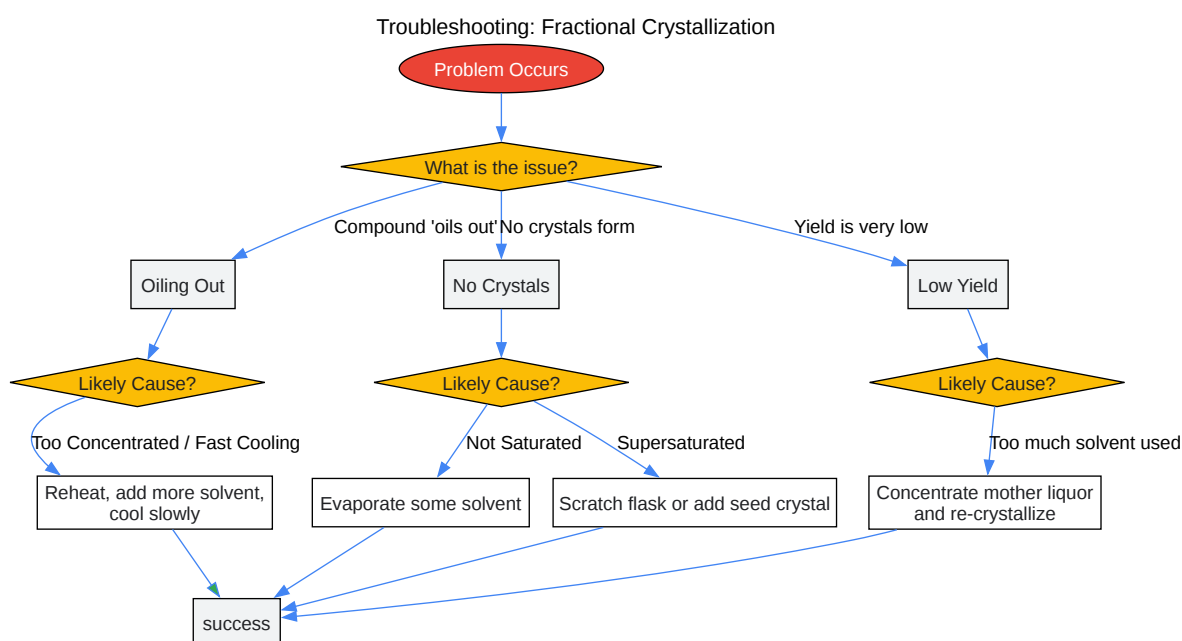 Troubleshooting: Fractional Crystallization
Problem Occurs
What is the issue?
Compound 'oils out'
No crystals form
Yield is very low
Oiling Out
No Crystals
Low Yield
Likely Cause?
Likely Cause?
Likely Cause?
Too Concentrated / Fast Cooling
Not Saturated
Supersaturated
Too much solvent used
Reheat, add more solvent,
cool slowly
Evaporate some solvent
Scratch flask or add seed crystal
Concentrate mother liquor
and re-crystallize
success